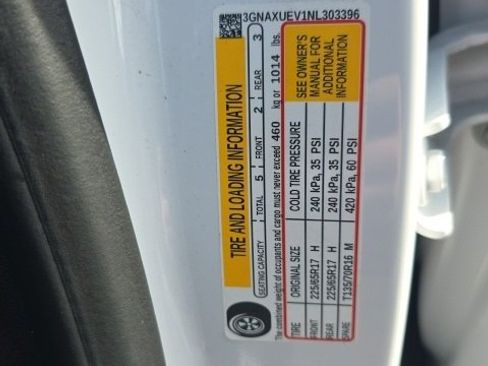 3GNAXUEV1NL303396
TIRE AND LOADING INFORMATION
SEATING CAPACITY TOTAL 5 FRONT 2 REAR 3
The combined weight of occupants and cargo must never exceed 460 kg or 1014 lbs.
TIRE ORIGINAL SIZE COLD TIRE PRESSURE
FRONT 225/65R17 H 240 kPa, 35 PSI
REAR 225/65R17 H 240 kPa, 35 PSI
SPARE T135/70R16 M 420 kPa, 60 PSI
SEE OWNER'S
MANUAL FOR
ADDITIONAL
INFORMATION